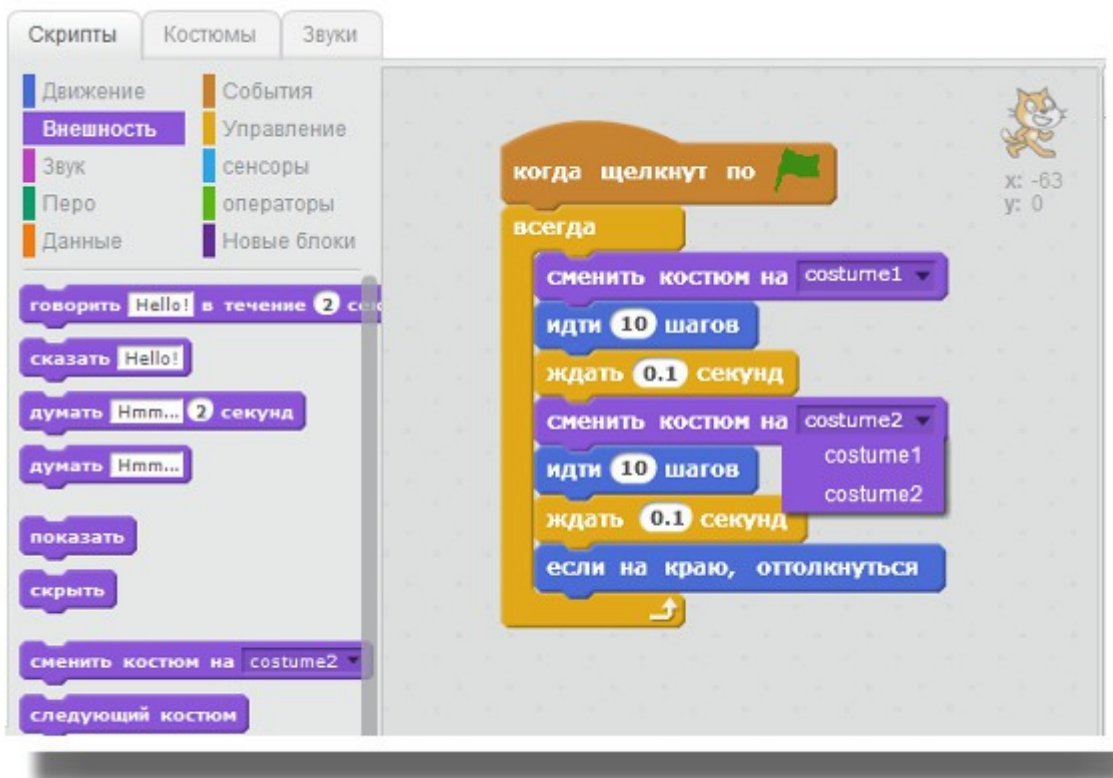 Скрипты Костюмы Звуки
Движение События
Внешность Управление
Звук сенсоры
Перо операторы
Данные Новые блоки
говорить Hello! в течение 2 сек
сказать Hello!
думать Hmm... 2 секунд
думать Hmm...
показать
скрыть
сменить костюм на costume2
следующий костюм
когда щелкнут по
всегда
сменить костюм на costume1
идти 10 шагов
ждать 0.1 секунд
сменить костюм на costume2
costume1
costume2
идти 10 шагов
ждать 0.1 секунд
если на краю, оттолкнуться
x: -63
y: 0